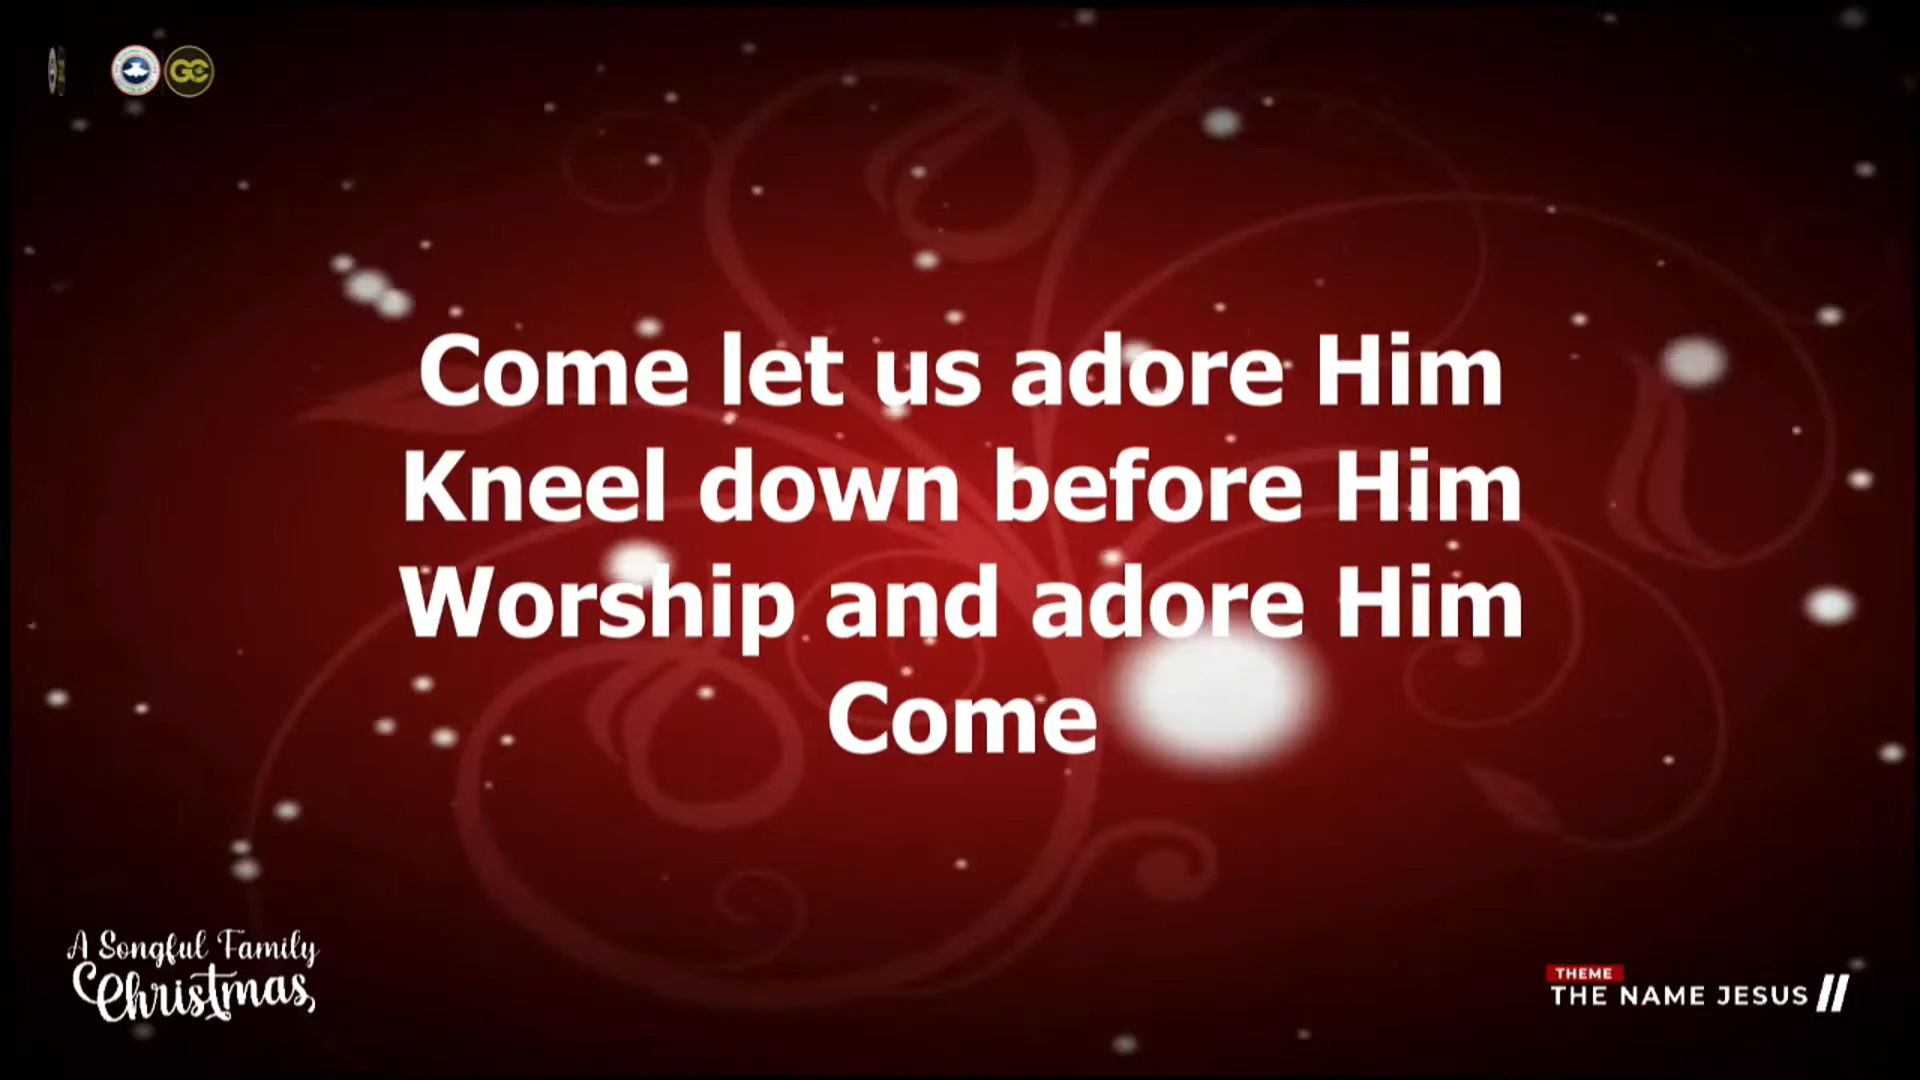 GC
Come let us adore Him
Kneel down before Him
Worship and adore Him
Come
A Songful Family
Christmas,
THEME
THE NAME JESUS //